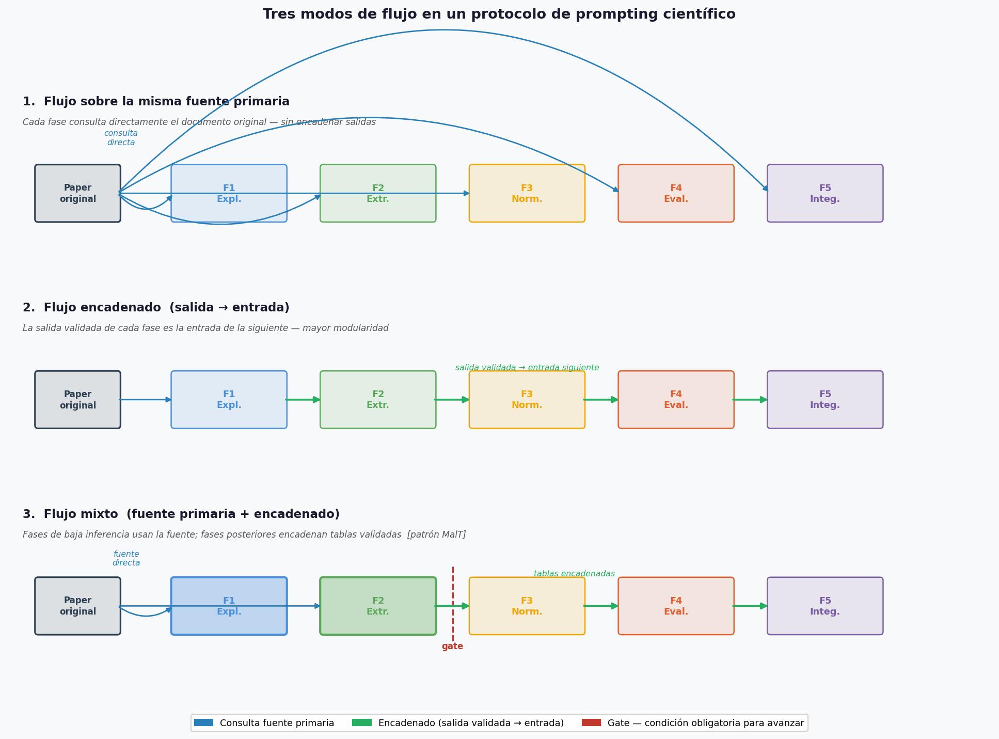 Tres modos de flujo en un protocolo de prompting científico
1.  Flujo sobre la misma fuente primaria
Cada fase consulta directamente el documento original — sin encadenar salidas
consulta
directa
Paper
original
F1
Expl.
F2
Extr.
F3
Norm.
F4
Eval.
F5
Integ.
2.  Flujo encadenado  (salida → entrada)
La salida validada de cada fase es la entrada de la siguiente — mayor modularidad
salida validada → entrada siguiente
Paper
original
F1
Expl.
F2
Extr.
F3
Norm.
F4
Eval.
F5
Integ.
3.  Flujo mixto  (fuente primaria + encadenado)
Fases de baja inferencia usan la fuente; fases posteriores encadenan tablas validadas  [patrón MalT]
fuente
directa
tablas encadenadas
Paper
original
F1
Expl.
F2
Extr.
F3
Norm.
F4
Eval.
F5
Integ.
gate
Consulta fuente primaria
Encadenado (salida validada → entrada)
Gate — condición obligatoria para avanzar